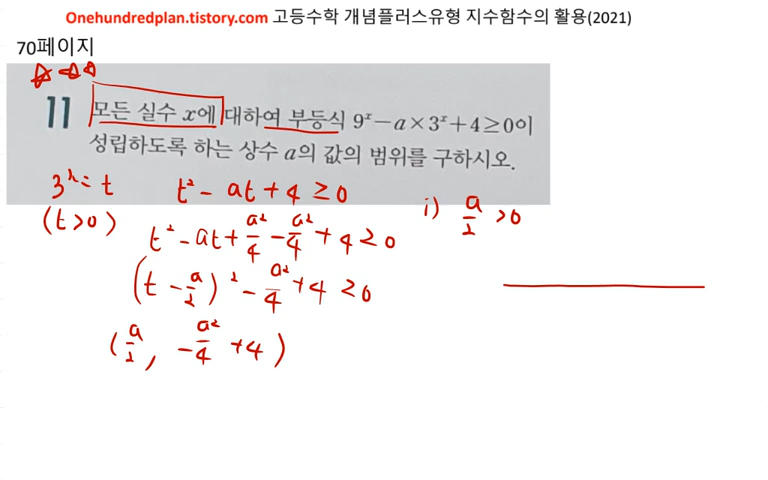 Onehundredplan.tistory.com 고등수학 개념플러스유형 지수함수의 활용(2021)
70페이지
11 모든 실수 x에 대하여 부등식 9ˣ-a×3ˣ+4≥0이
성립하도록 하는 상수 a의 값의 범위를 구하시오.
3ˣ=t t²-at+4≥0
(t>0) i) a/2 >0
t²-at+a²/4-a²/4+4≥0
(t-a/2)²-a²/4+4≥0
(a/2, -a²/4+4)